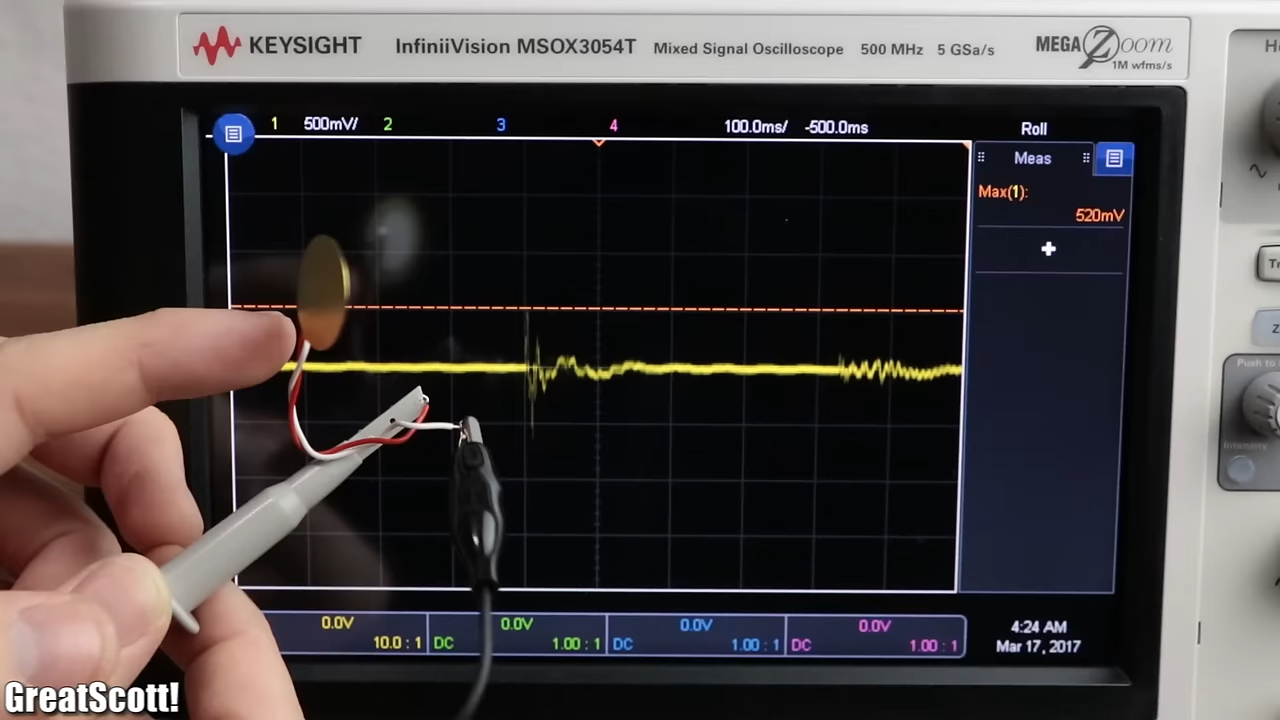 KEYSIGHT InfiniiVision MSOX3054T Mixed Signal Oscilloscope 500 MHz 5 GSa/s MEGA Zoom
1M wfms/s
1 500mV/ 2 3 4 100.0ms/ -500.0ms Roll
Meas
Max(1):
520mV
Push to
Intensity
0.0V 0.0V 0.0V 0.0V
10.0 : 1 DC 1.00 : 1 DC 1.00 : 1 DC 1.00 : 1
4:24 AM
Mar 17, 2017
GreatScott!